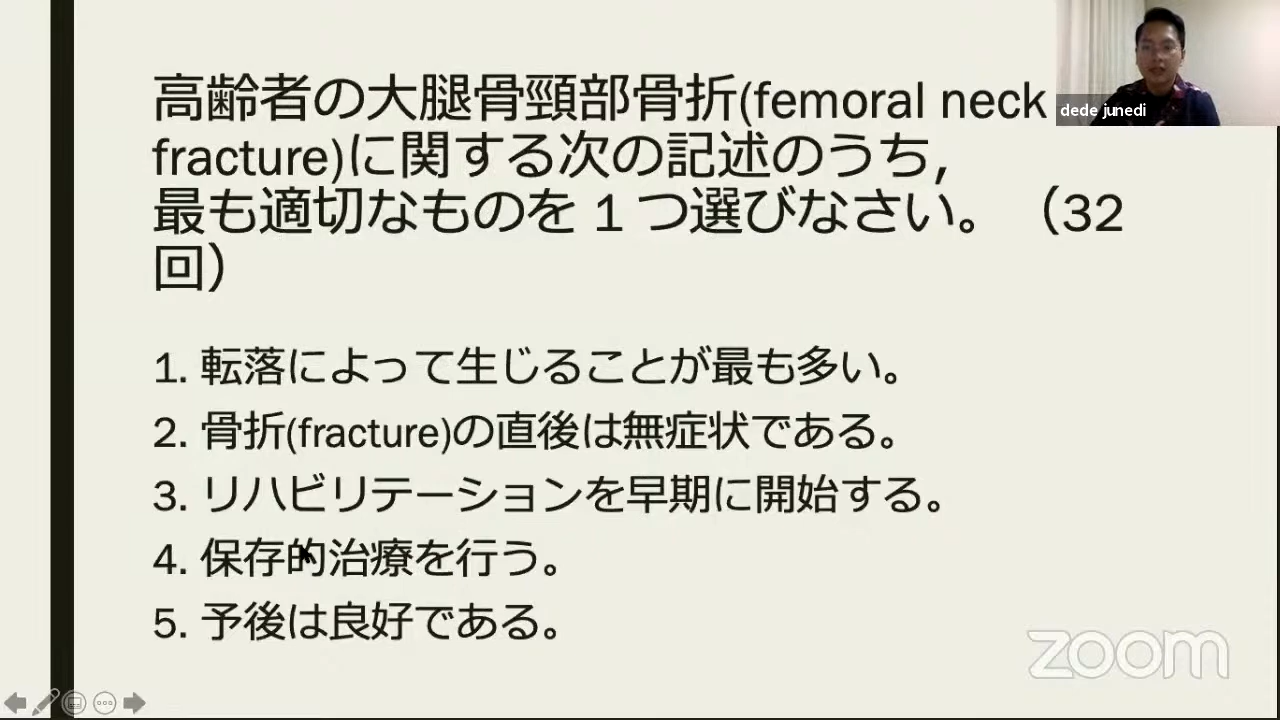 高齢者の大腿骨頸部骨折(femoral neck
fracture)に関する次の記述のうち,
最も適切なものを１つ選びなさい。（32
回）
1. 転落によって生じることが最も多い。
2. 骨折(fracture)の直後は無症状である。
3. リハビリテーションを早期に開始する。
4. 保存的治療を行う。
5. 予後は良好である。
dede junedi
zoom